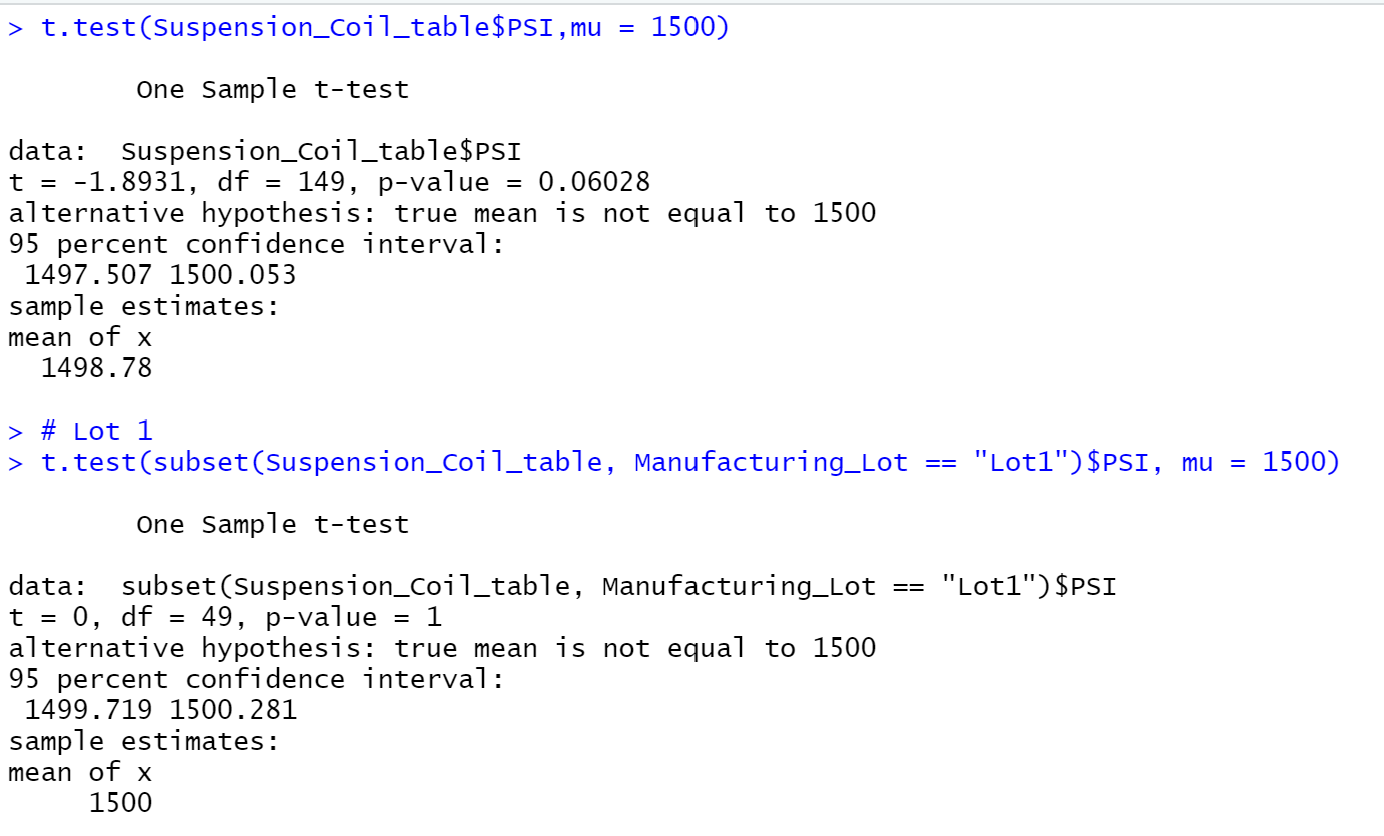 > t.test(Suspension_Coil_table$PSI,mu = 1500)
One Sample t-test
data:  Suspension_Coil_table$PSI
t = -1.8931, df = 149, p-value = 0.06028
alternative hypothesis: true mean is not equal to 1500
95 percent confidence interval:
1497.507 1500.053
sample estimates:
mean of x
1498.78
> # Lot 1
> t.test(subset(Suspension_Coil_table, Manufacturing_Lot == "Lot1")$PSI, mu = 1500)
One Sample t-test
data:  subset(Suspension_Coil_table, Manufacturing_Lot == "Lot1")$PSI
t = 0, df = 49, p-value = 1
alternative hypothesis: true mean is not equal to 1500
95 percent confidence interval:
1499.719 1500.281
sample estimates:
mean of x
1500